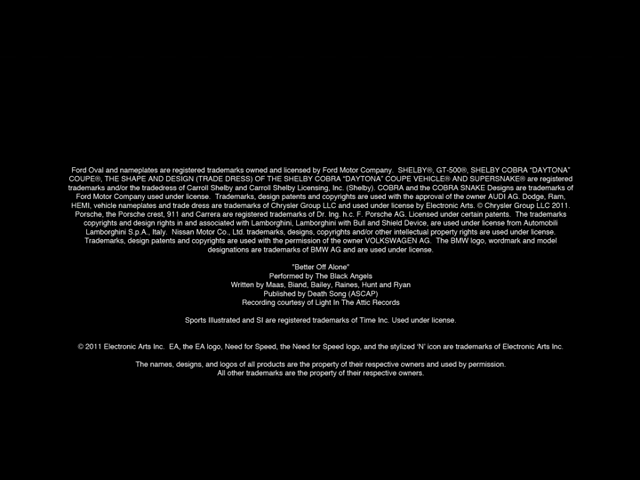 Ford Oval and nameplates are registered trademarks owned and licensed by Ford Motor Company.  SHELBY®, GT-500®, SHELBY COBRA "DAYTONA"
COUPE®, THE SHAPE AND DESIGN (TRADE DRESS) OF THE SHELBY COBRA "DAYTONA" COUPE VEHICLE® AND SUPERSNAKE® are registered
trademarks and/or the tradedress of Carroll Shelby and Carroll Shelby Licensing, Inc. (Shelby). COBRA and the COBRA SNAKE Designs are trademarks of
Ford Motor Company used under license.  Trademarks, design patents and copyrights are used with the approval of the owner AUDI AG. Dodge, Ram,
HEMI, vehicle nameplates and trade dress are trademarks of Chrysler Group LLC and used under license by Electronic Arts. © Chrysler Group LLC 2011.
Porsche, the Porsche crest, 911 and Carrera are registered trademarks of Dr. Ing. h.c. F. Porsche AG. Licensed under certain patents.  The trademarks
copyrights and design rights in and associated with Lamborghini, Lamborghini with Bull and Shield Device, are used under license from Automobili
Lamborghini S.p.A., Italy.  Nissan Motor Co., Ltd. trademarks, designs, copyrights and/or other intellectual property rights are used under license.
Trademarks, design patents and copyrights are used with the permission of the owner VOLKSWAGEN AG.  The BMW logo, wordmark and model
designations are trademarks of BMW AG and are used under license.
"Better Off Alone"
Performed by The Black Angels
Written by Maas, Biand, Bailey, Raines, Hunt and Ryan
Published by Death Song (ASCAP)
Recording courtesy of Light In The Attic Records
Sports Illustrated and SI are registered trademarks of Time Inc. Used under license.
© 2011 Electronic Arts Inc.  EA, the EA logo, Need for Speed, the Need for Speed logo, and the stylized 'N' icon are trademarks of Electronic Arts Inc.
The names, designs, and logos of all products are the property of their respective owners and used by permission.
All other trademarks are the property of their respective owners.